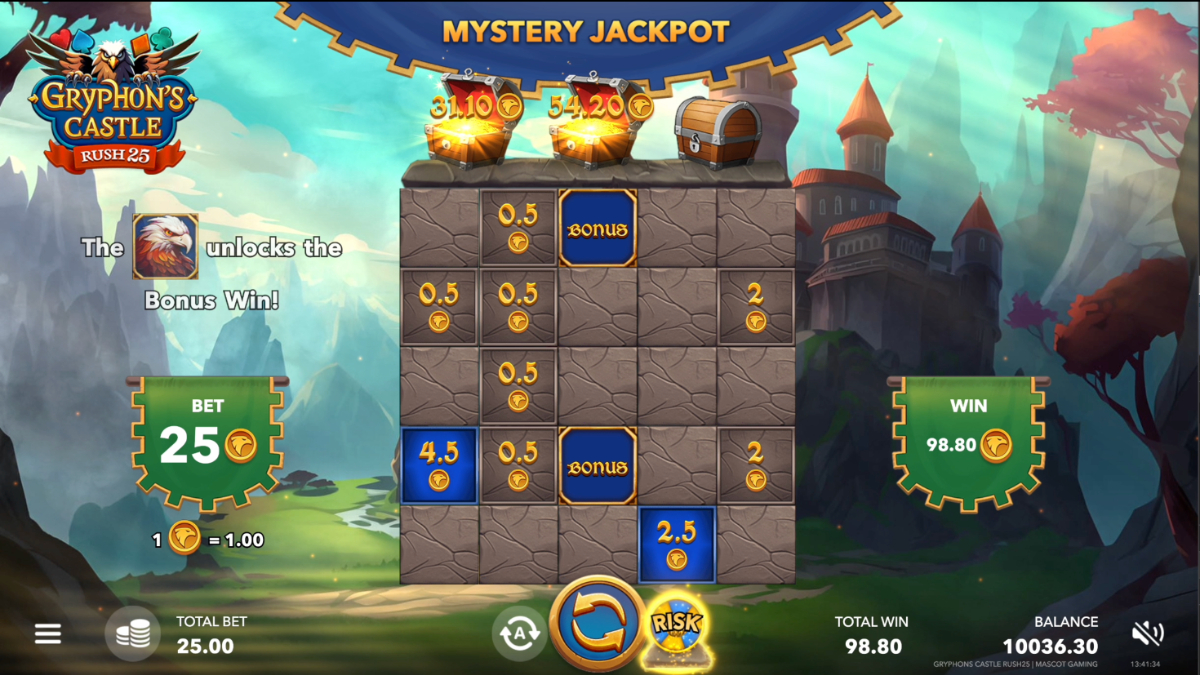 MYSTERY JACKPOT
GRYPHON'S
CASTLE
RUSH 25
31.10
54.20
The unlocks the
Bonus Win!
0.5
BONUS
0.5
0.5
2
0.5
4.5
0.5
BONUS
2
2.5
BET
25
1 = 1.00
WIN
98.80
TOTAL BET
25.00
A
RISK
TOTAL WIN
98.80
BALANCE
10036.30
GRYPHONS CASTLE RUSH25 | MASCOT GAMING
13:41:34